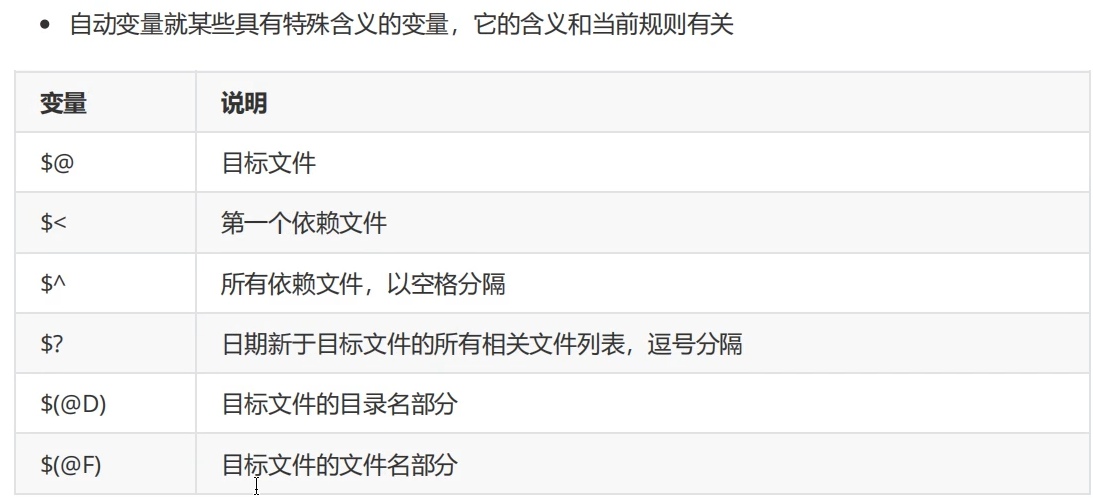 自动变量就某些具有特殊含义的变量，它的含义和当前规则有关
变量 说明
$@ 目标文件
$< 第一个依赖文件
$^ 所有依赖文件，以空格分隔
$? 日期新于目标文件的所有相关文件列表，逗号分隔
$(@D) 目标文件的目录名部分
$(@F) 目标文件的文件名部分